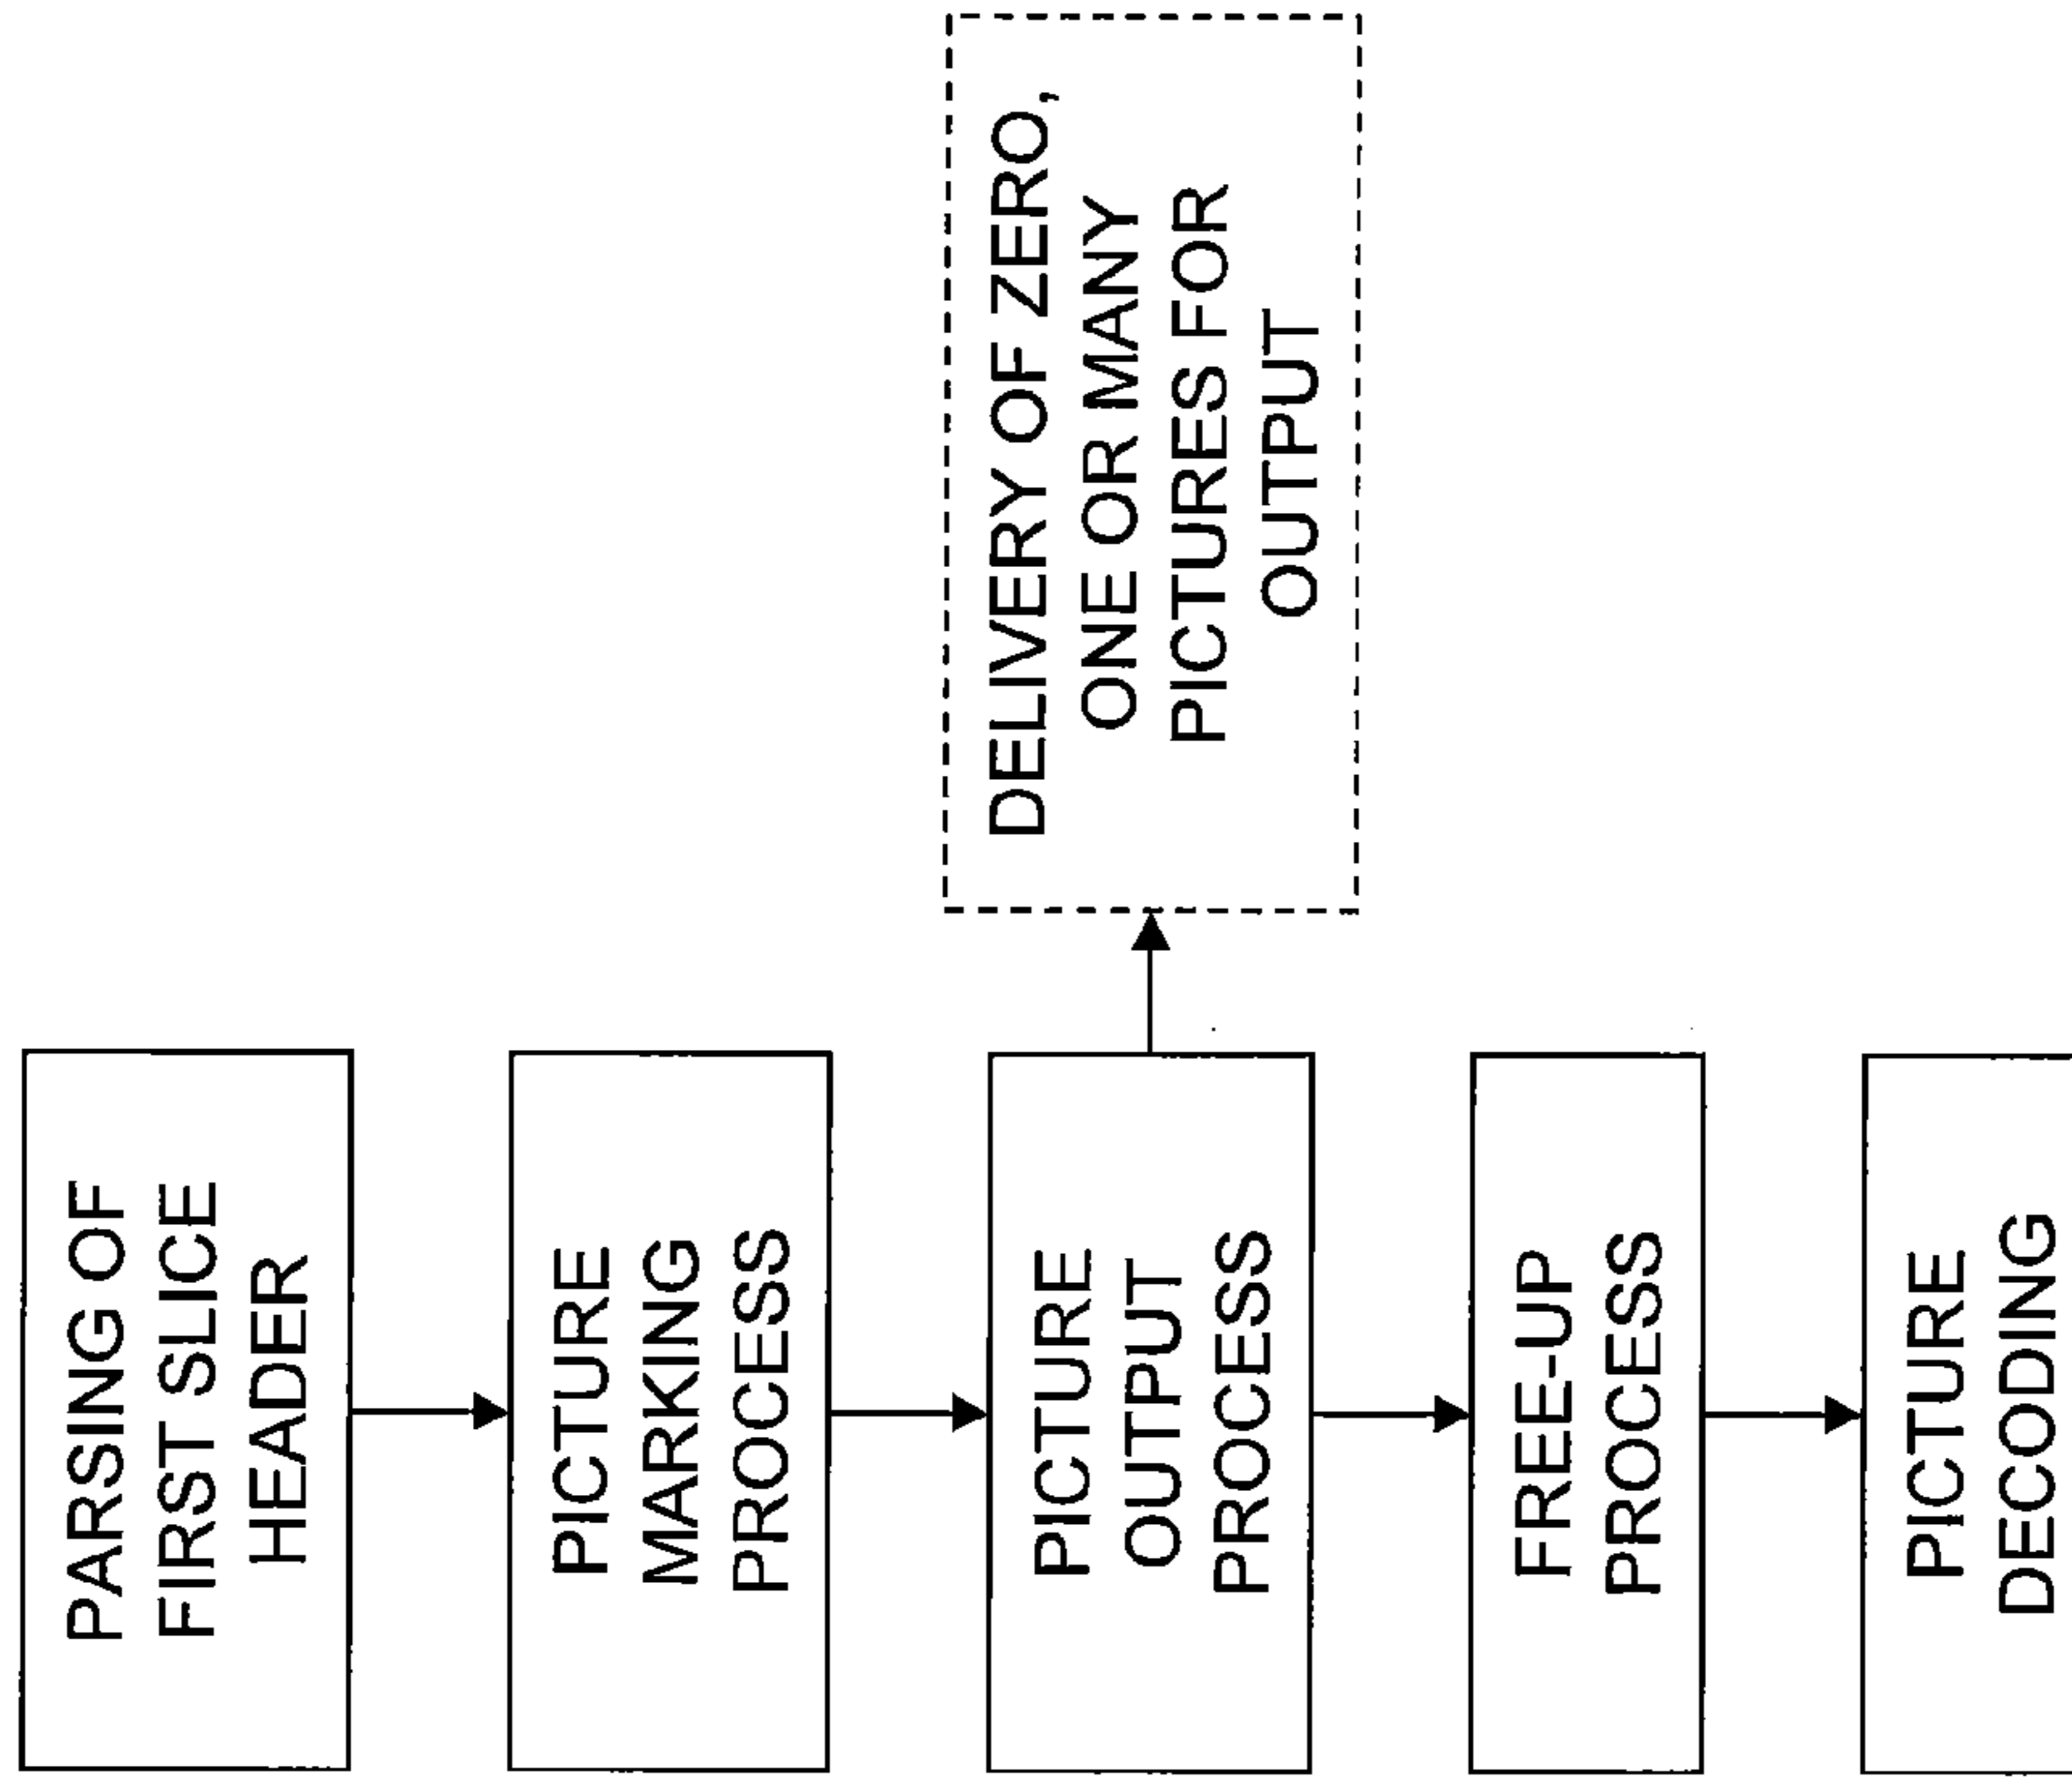 PARSING OF
FIRST SLICE
HEADER
PICTURE
MARKING
PROCESS
PICTURE
OUTPUT
PROCESS
DELIVERY OF ZERO,
ONE OR MANY
PICTURES FOR
OUTPUT
FREE-UP
PROCESS
PICTURE
DECODING